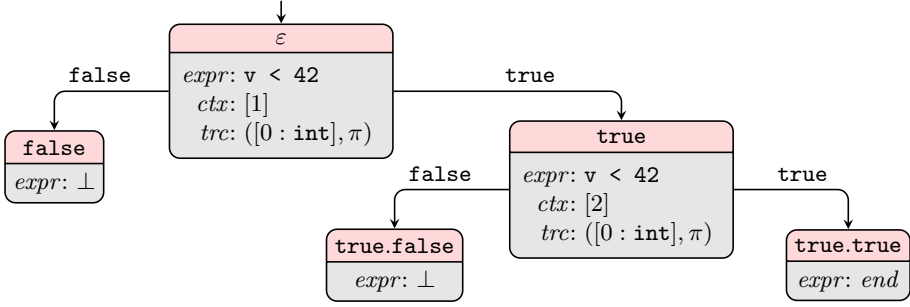 ε
expr: v < 42
ctx: [1]
trc: ([0 : int], π)
false
true
false
expr: ⊥
true
expr: v < 42
ctx: [2]
trc: ([0 : int], π)
false
true
true.false
expr: ⊥
true.true
expr: end